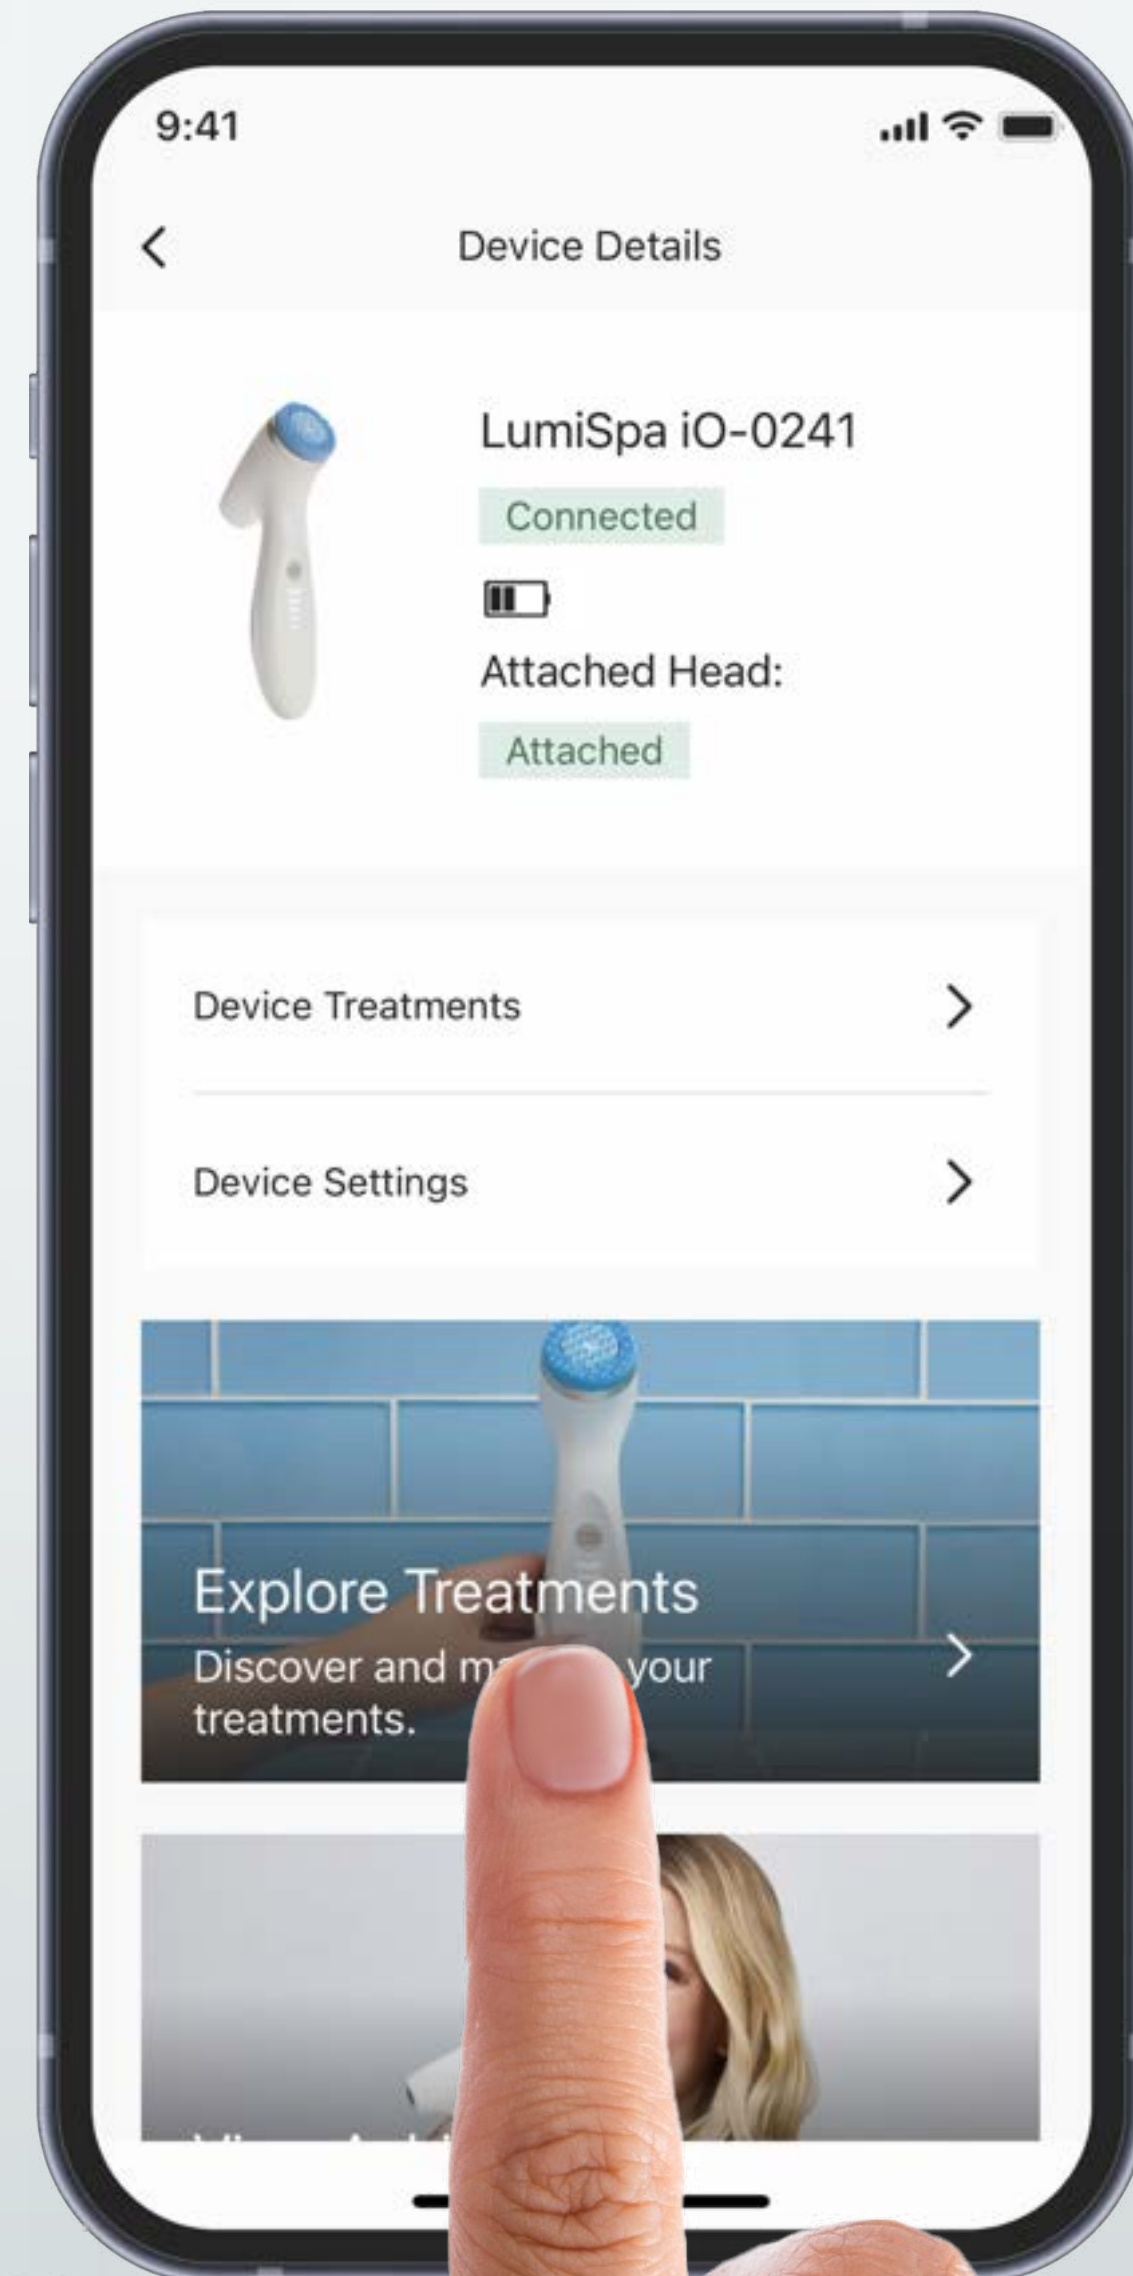 9:41
Device Details
LumiSpa iO-0241
Connected
Attached Head:
Attached
Device Treatments
Device Settings
Explore Treatments
Discover and your
treatments.